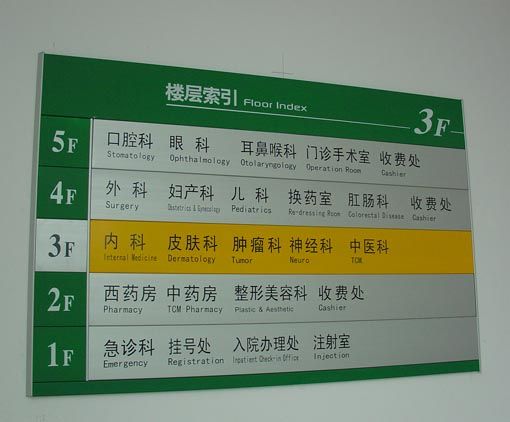 楼层索引 Floor Index
3F
5F 口腔科 眼科 耳鼻喉科 门诊手术室 收费处
Stomatology Ophthalmology Otolaryngology Operation Room Cashier
4F 外科 妇产科 儿科 换药室 肛肠科 收费处
Surgery Obstetrics & Gynecology Pediatrics Re-dressing Room Colorectal Disease Cashier
3F 内科 皮肤科 肿瘤科 神经科 中医科
Internal Medicine Dermatology Tumor Neuro TCM
2F 西药房 中药房 整形美容科 收费处
Pharmacy TCM Pharmacy Plastic & Aesthetic Cashier
1F 急诊科 挂号处 入院办理处 注射室
Emergency Registration Inpatient Check-in Office Injection